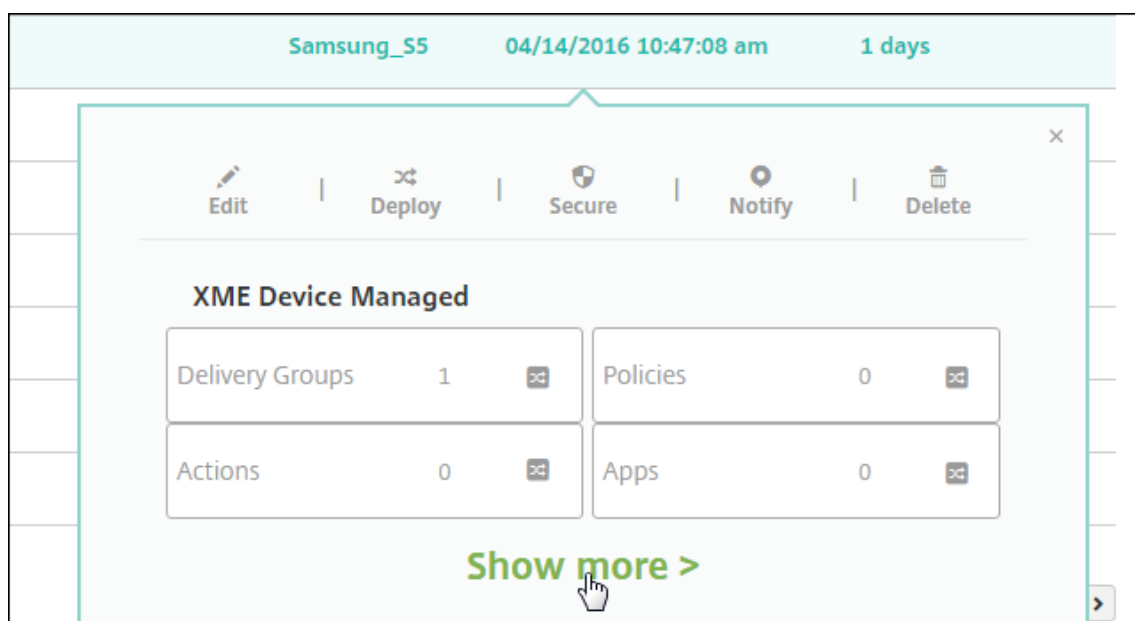 Samsung_S5 04/14/2016 10:47:08 am 1 days
Edit | Deploy | Secure | Notify | Delete
XME Device Managed
Delivery Groups 1 Policies 0
Actions 0 Apps 0
Show more >